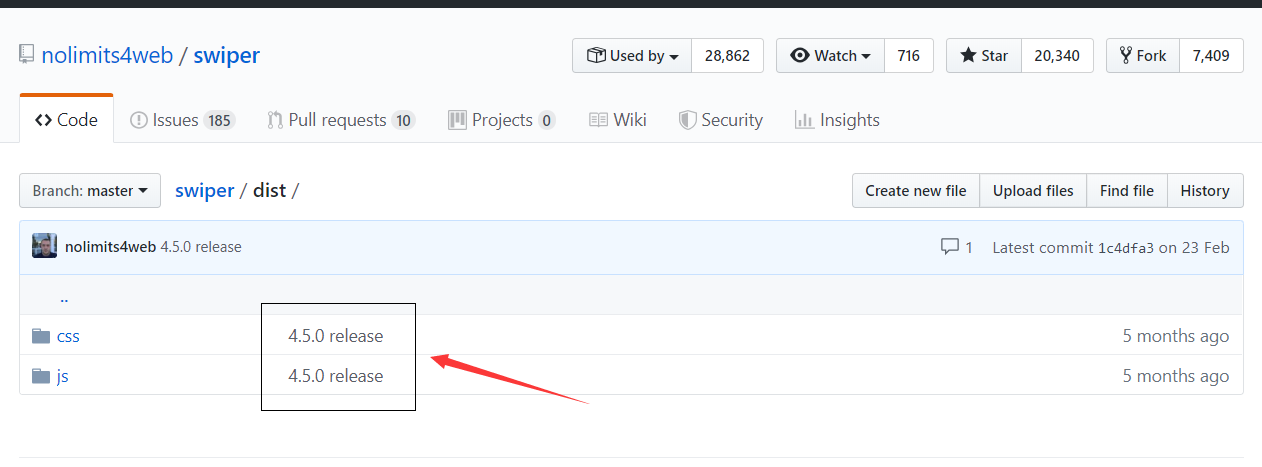 nolimits4web / swiper
Used by 28,862 Watch 716 Star 20,340 Fork 7,409
Code Issues 185 Pull requests 10 Projects 0 Wiki Security Insights
Branch: master swiper / dist / Create new file Upload files Find file History
nolimits4web 4.5.0 release 1 Latest commit 1c4dfa3 on 23 Feb
..
css 4.5.0 release 5 months ago
js 4.5.0 release 5 months ago